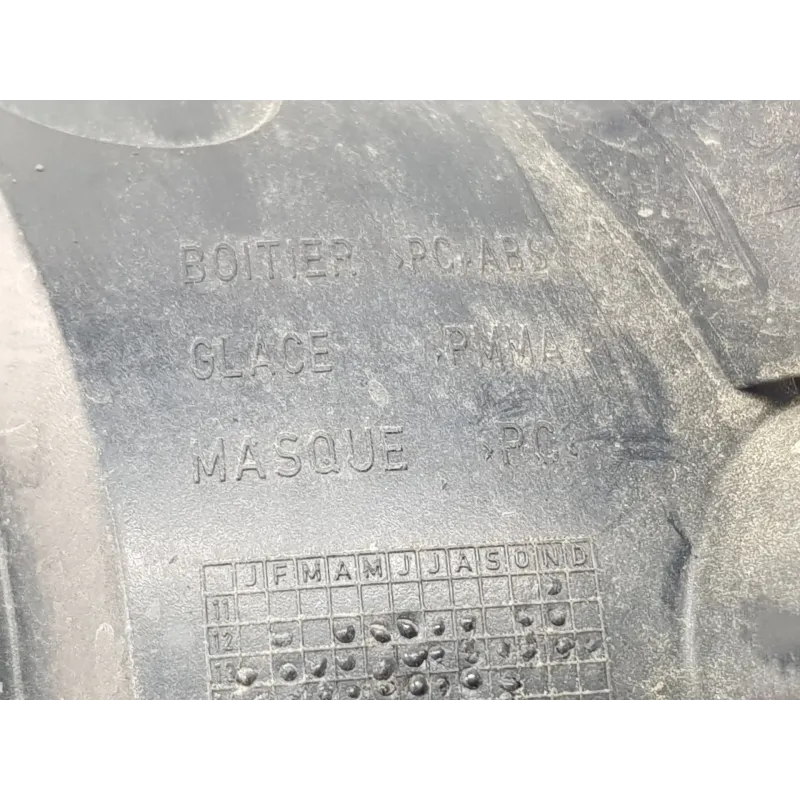 BOITIER >PC+ABS<
GLACE >PMMA<
MASQUE >PC<
J F M A M J J A S O N D
11
12
13